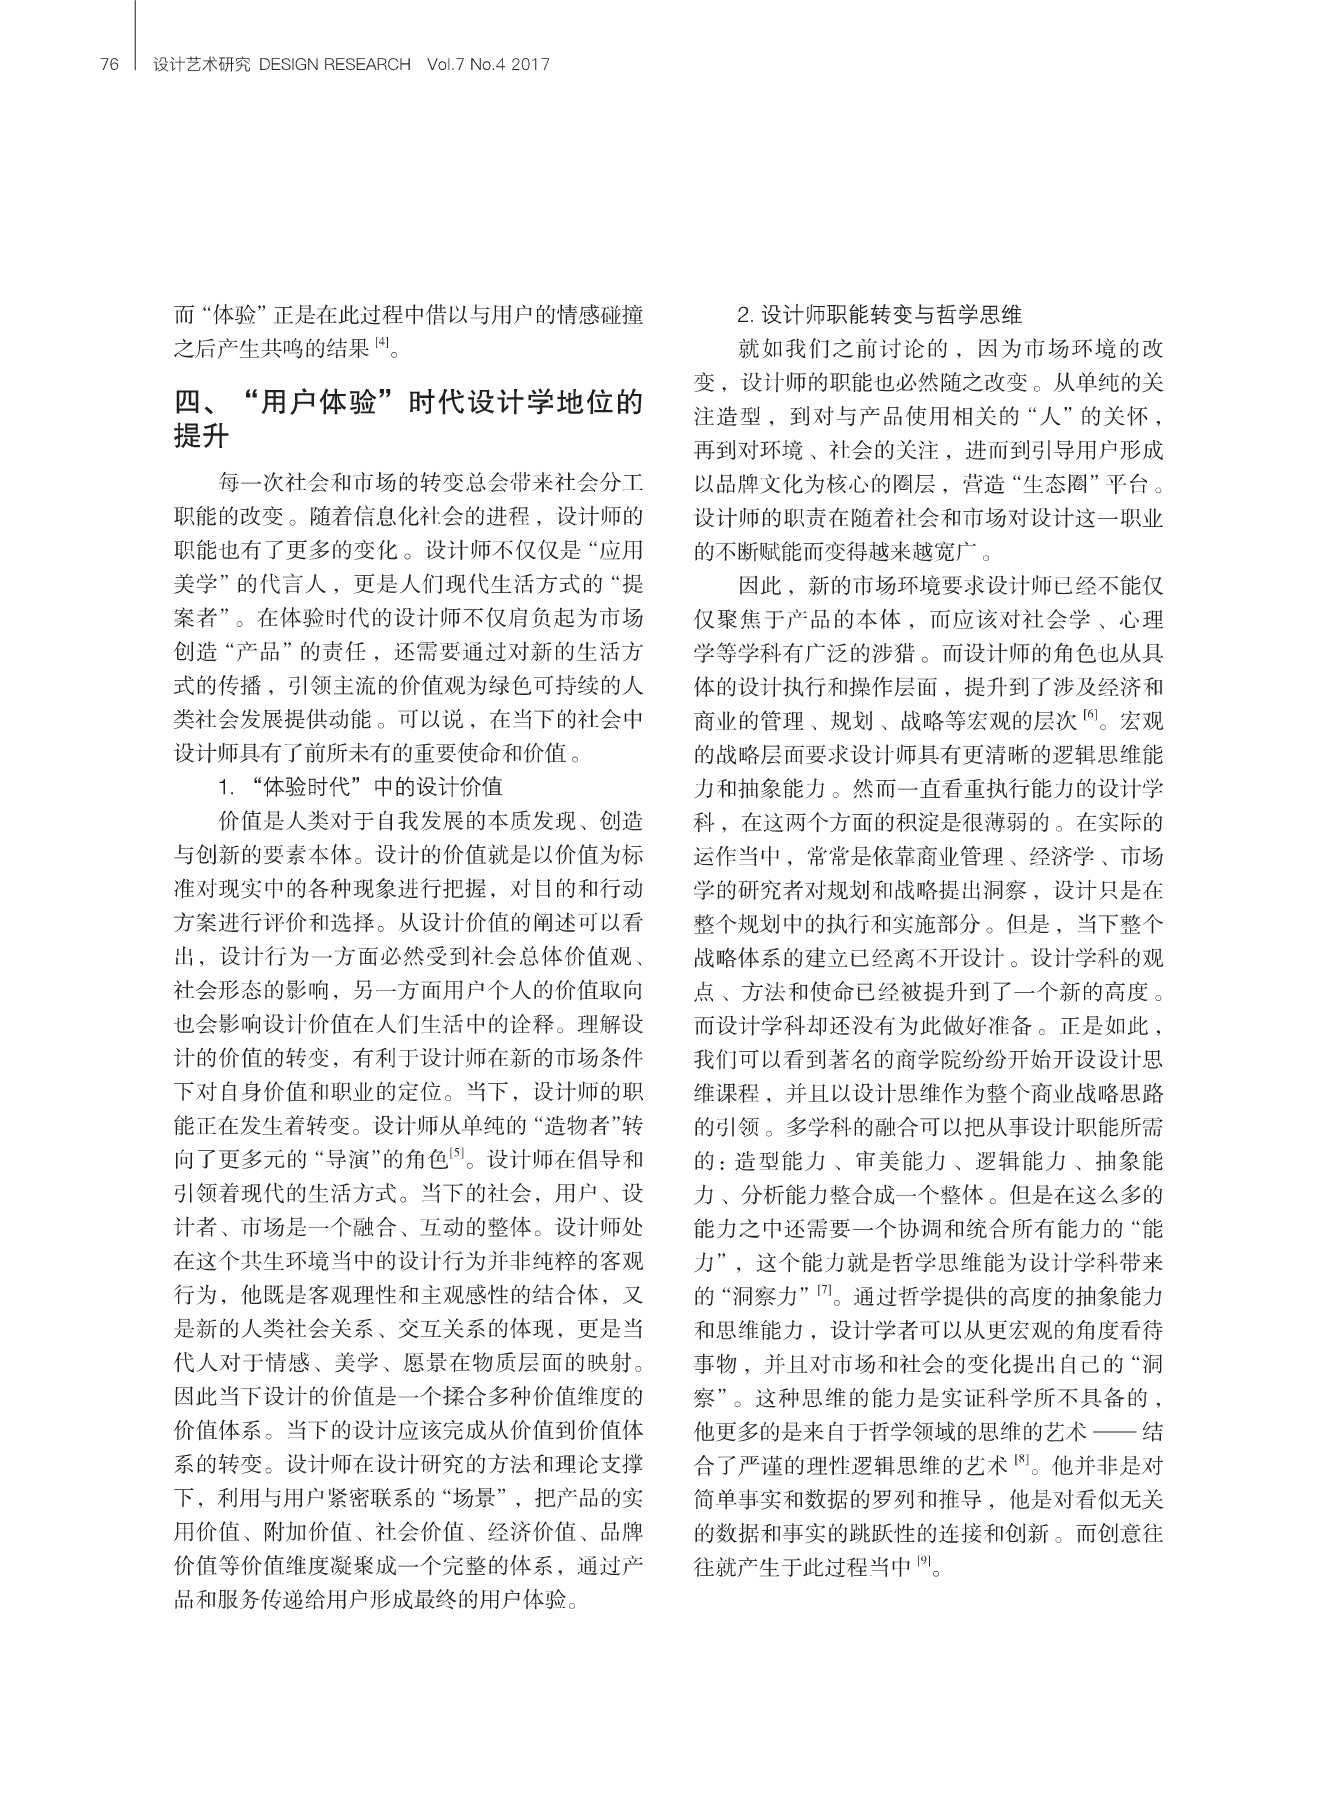 76 设计艺术研究 DESIGN RESEARCH Vol.7 No.4 2017
而“体验”正是在此过程中借以与用户的情感碰撞
之后产生共鸣的结果[4]。
四、“用户体验”时代设计学地位的
提升
每一次社会和市场的转变总会带来社会分工
职能的改变。随着信息化社会的进程，设计师的
职能也有了更多的变化。设计师不仅仅是“应用
美学”的代言人，更是人们现代生活方式的“提
案者”。在体验时代的设计师不仅肩负起为市场
创造“产品”的责任，还需要通过对新的生活方
式的传播，引领主流的价值观为绿色可持续的人
类社会发展提供动能。可以说，在当下的社会中
设计师具有了前所未有的重要使命和价值。
1. “体验时代”中的设计价值
价值是人类对于自我发展的本质发现、创造
与创新的要素本体。设计的价值就是以价值为标
准对现实中的各种现象进行把握，对目的和行动
方案进行评价和选择。从设计价值的阐述可以看
出，设计行为一方面必然受到社会总体价值观、
社会形态的影响，另一方面用户个人的价值取向
也会影响设计价值在人们生活中的诠释。理解设
计的价值的转变，有利于设计师在新的市场条件
下对自身价值和职业的定位。当下，设计师的职
能正在发生着转变。设计师从单纯的“造物者”转
向了更多元的“导演”的角色[5]。设计师在倡导和
引领着现代的生活方式。当下的社会，用户、设
计者、市场是一个融合、互动的整体。设计师处
在这个共生环境当中的设计行为并非纯粹的客观
行为，他既是客观理性和主观感性的结合体，又
是新的人类社会关系、交互关系的体现，更是当
代人对于情感、美学、愿景在物质层面的映射。
因此当下设计的价值是一个揉合多种价值维度的
价值体系。当下的设计应该完成从价值到价值体
系的转变。设计师在设计研究的方法和理论支撑
下，利用与用户紧密联系的“场景”，把产品的实
用价值、附加价值、社会价值、经济价值、品牌
价值等价值维度凝聚成一个完整的体系，通过产
品和服务传递给用户形成最终的用户体验。
2. 设计师职能转变与哲学思维
就如我们之前讨论的，因为市场环境的改
变，设计师的职能也必然随之改变。从单纯的关
注造型，到对与产品使用相关的“人”的关怀，
再到对环境、社会的关注，进而到引导用户形成
以品牌文化为核心的圈层，营造“生态圈”平台。
设计师的职责在随着社会和市场对设计这一职业
的不断赋能而变得越来越宽广。
因此，新的市场环境要求设计师已经不能仅
仅聚焦于产品的本体，而应该对社会学、心理
学等学科有广泛的涉猎。而设计师的角色也从具
体的设计执行和操作层面，提升到了涉及经济和
商业的管理、规划、战略等宏观的层次[6]。宏观
的战略层面要求设计师具有更清晰的逻辑思维能
力和抽象能力。然而一直看重执行能力的设计学
科，在这两个方面的积淀是很薄弱的。在实际的
运作当中，常常是依靠商业管理、经济学、市场
学的研究者对规划和战略提出洞察，设计只是在
整个规划中的执行和实施部分。但是，当下整个
战略体系的建立已经离不开设计。设计学科的观
点、方法和使命已经被提升到了一个新的高度。
而设计学科却还没有为此做好准备。正是如此，
我们可以看到著名的商学院纷纷开始开设设计思
维课程，并且以设计思维作为整个商业战略思路
的引领。多学科的融合可以把从事设计职能所需
的：造型能力、审美能力、逻辑能力、抽象能
力、分析能力整合成一个整体。但是在这么多的
能力之中还需要一个协调和统合所有能力的“能
力”，这个能力就是哲学思维能为设计学科带来
的“洞察力”[7]。通过哲学提供的高度的抽象能力
和思维能力，设计学者可以从更宏观的角度看待
事物，并且对市场和社会的变化提出自己的“洞
察”。这种思维的能力是实证科学所不具备的，
他更多的是来自于哲学领域的思维的艺术——结
合了严谨的理性逻辑思维的艺术[8]。他并非是对
简单事实和数据的罗列和推导，他是对看似无关
的数据和事实的跳跃性的连接和创新。而创意往
往就产生于此过程当中[9]。